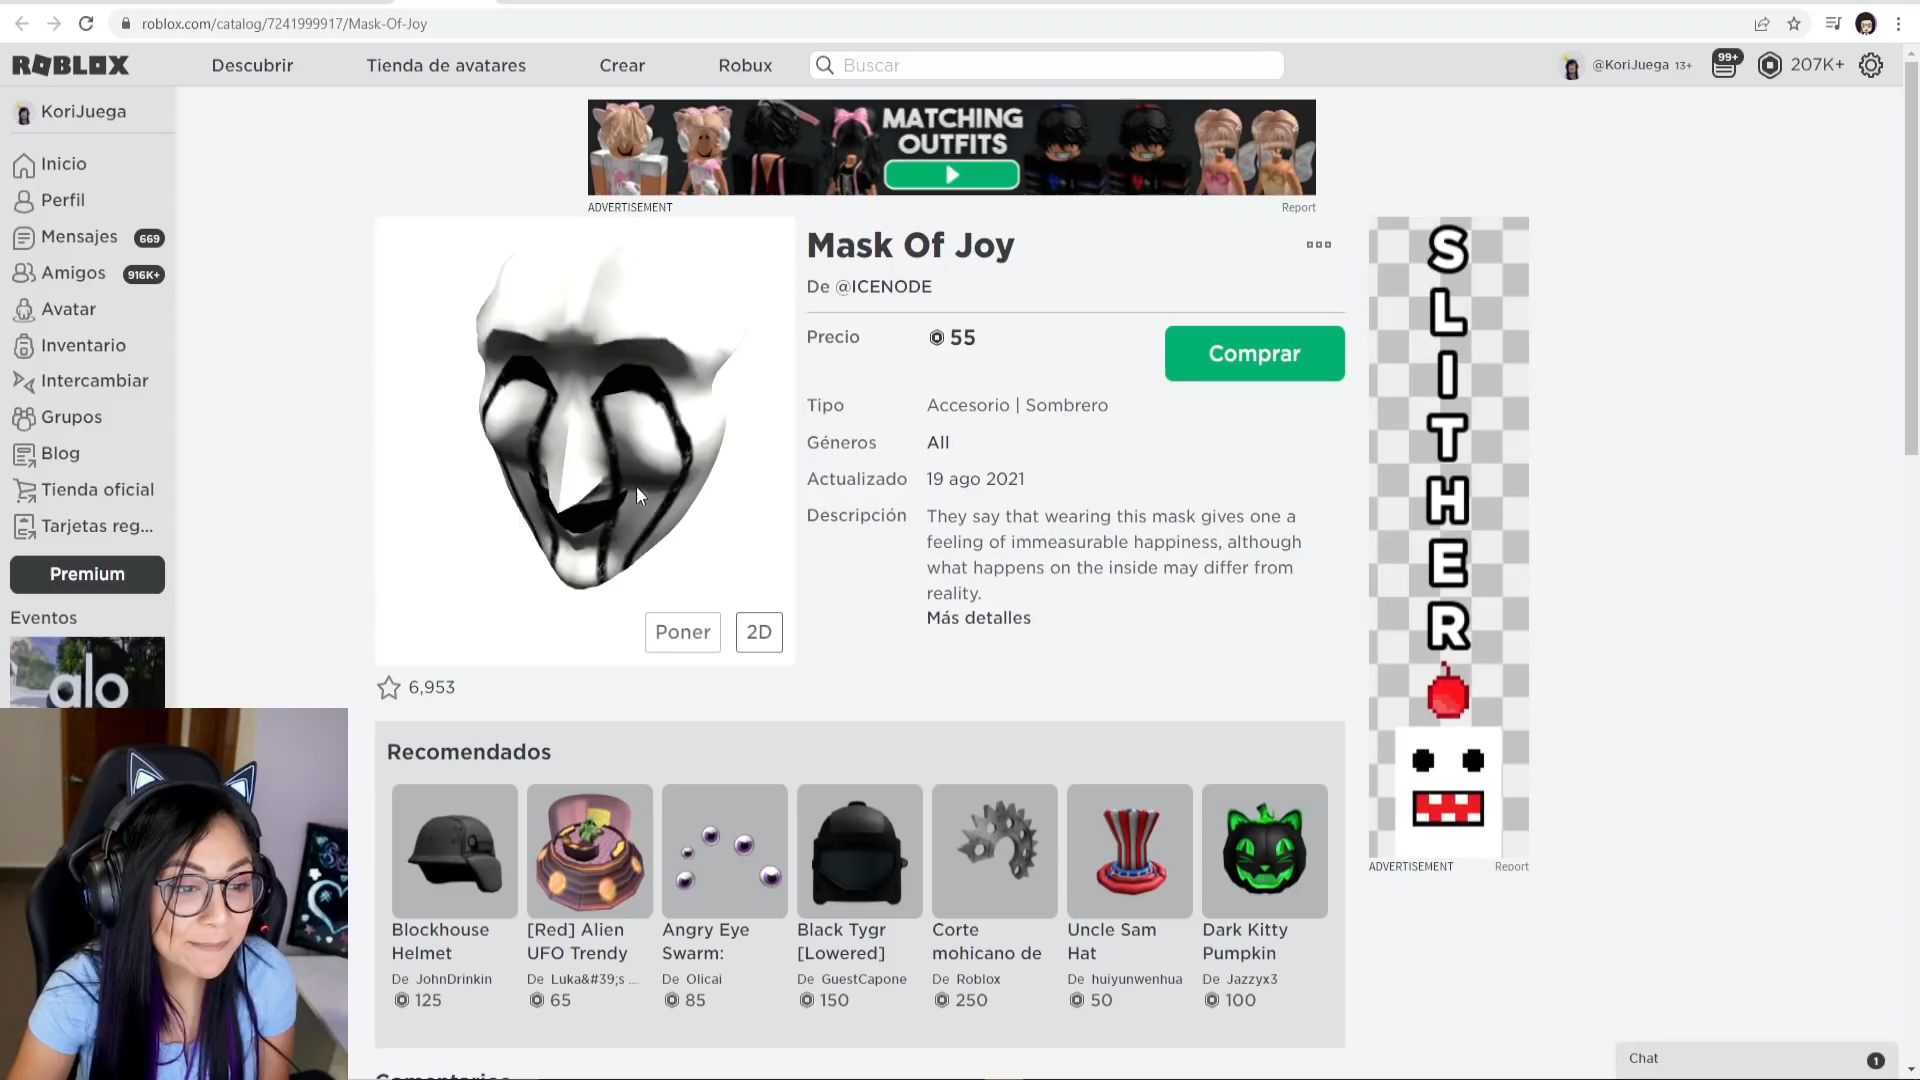 roblox.com/catalog/7241999917/Mask-Of-Joy
ROBLOX
Descubrir
Tienda de avatares
Crear
Robux
Buscar
@KoriJuega 13+
99+
207K+
KoriJuega
Inicio
Perfil
Mensajes 669
Amigos 916K+
Avatar
Inventario
Intercambiar
Grupos
Blog
Tienda oficial
Tarjetas reg...
Premium
Eventos
alo
MATCHING
OUTFITS
ADVERTISEMENT
Report
Mask Of Joy
De @ICENODE
Precio
55
Comprar
Tipo
Accesorio | Sombrero
Géneros
All
Actualizado
19 ago 2021
Descripción
They say that wearing this mask gives one a
feeling of immeasurable happiness, although
what happens on the inside may differ from
reality.
Más detalles
Poner
2D
6,953
SLITHER
ADVERTISEMENT
Report
Recomendados
Blockhouse
Helmet
De JohnDrinkin
125
[Red] Alien
UFO Trendy
De Luka&#39;s ...
65
Angry Eye
Swarm:
De Olicai
85
Black Tygr
[Lowered]
De GuestCapone
150
Corte
mohicano de
De Roblox
250
Uncle Sam
Hat
De huiyunwenhua
50
Dark Kitty
Pumpkin
De Jazzyx3
100
Comentarios
Chat
1